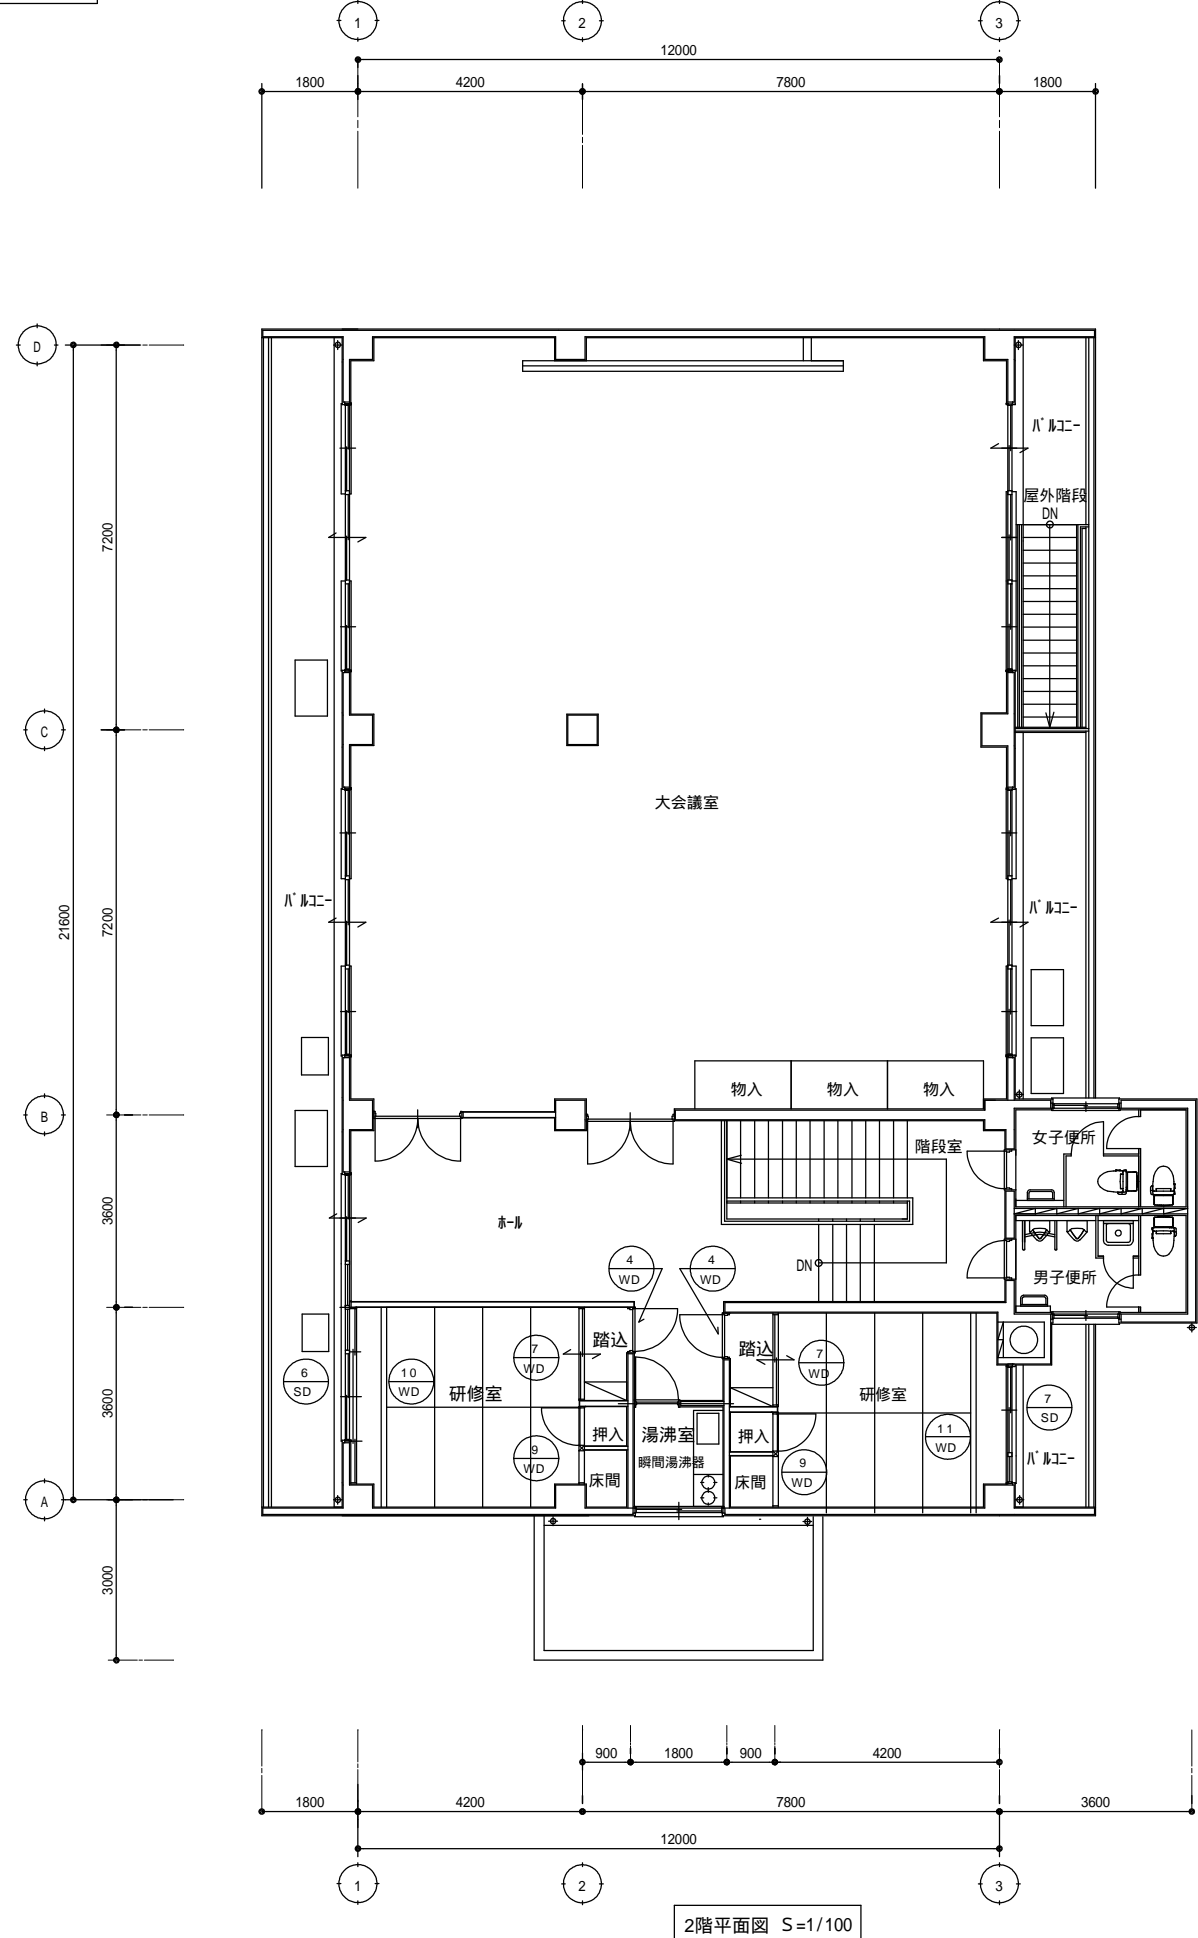 1
2
3
12000
1800
4200
7800
1800
D
バルコニー
屋外階段
DN
7200
C
大会議室
バルコニー
バルコニー
21600
7200
物入
物入
物入
B
女子便所
階段室
3600
ホール
4
WD
4
WD
DN
男子便所
踏込
踏込
7
WD
7
WD
6
SD
10
WD
研修室
研修室
7
SD
3600
押入
湯沸室
押入
11
WD
瞬間湯沸器
9
WD
バルコニー
床間
床間
9
WD
A
3000
900
1800
900
4200
1800
4200
7800
3600
12000
1
2
3
2階平面図 S=1/100